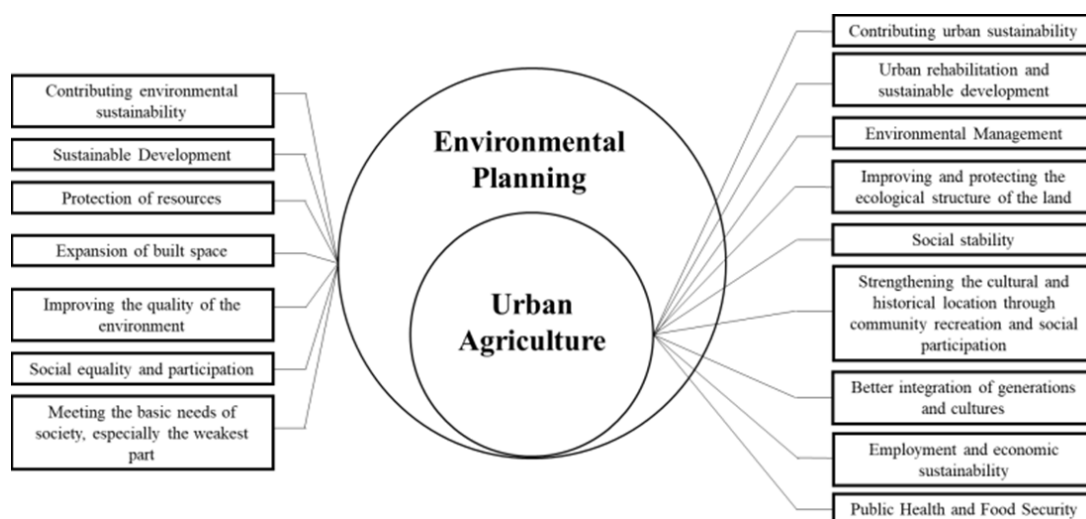 Contributing environmental
sustainability
Sustainable Development
Protection of resources
Expansion of built space
Improving the quality of the
environment
Social equality and participation
Meeting the basic needs of
society, especially the weakest
part
Environmental
Planning
Urban
Agriculture
Contributing urban sustainability
Urban rehabilitation and
sustainable development
Environmental Management
Improving and protecting the
ecological structure of the land
Social stability
Strengthening the cultural and
historical location through
community recreation and social
participation
Better integration of generations
and cultures
Employment and economic
sustainability
Public Health and Food Security